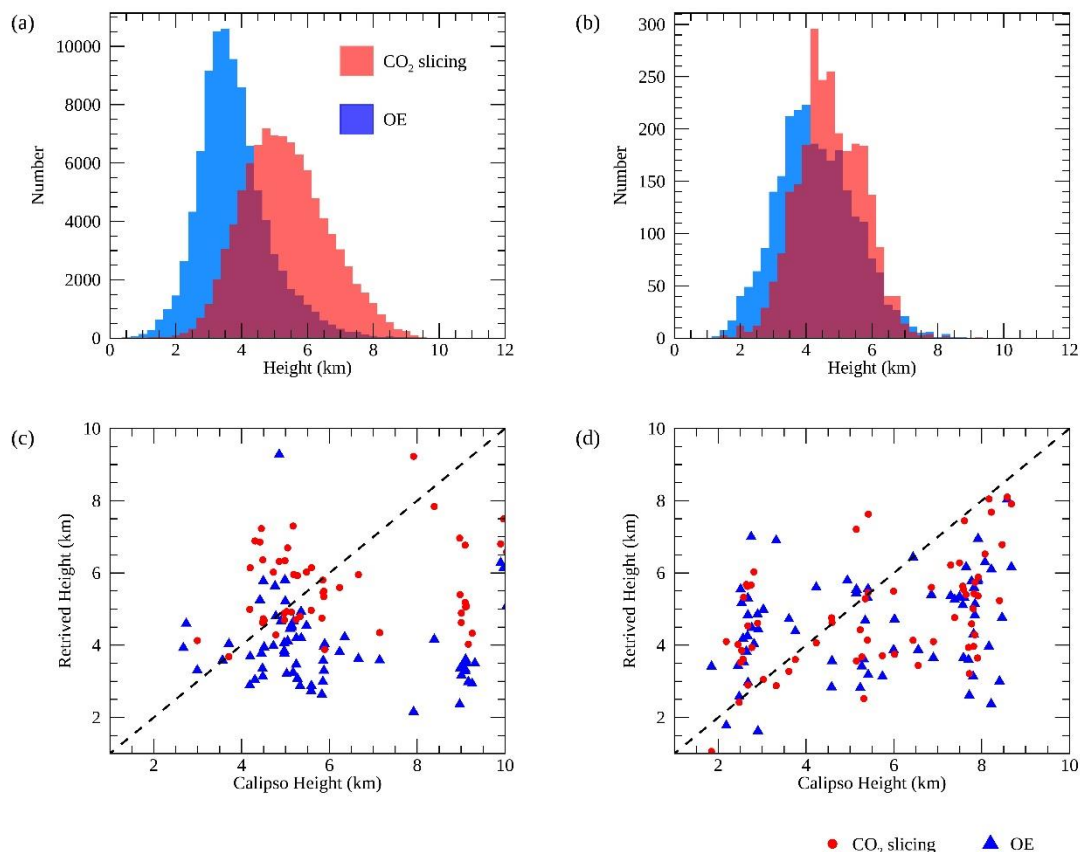 (a)
10000
8000
6000
4000
2000
0
Number
CO₂ slicing
OE
0 2 4 6 8 10 12
Height (km)
(b)
300
250
200
150
100
50
0
Number
0 2 4 6 8 10 12
Height (km)
(c)
10
8
6
4
2
Retrived Height (km)
2 4 6 8 10
Calipso Height (km)
(d)
10
8
6
4
2
Retrived Height (km)
2 4 6 8 10
Calipso Height (km)
CO₂ slicing OE